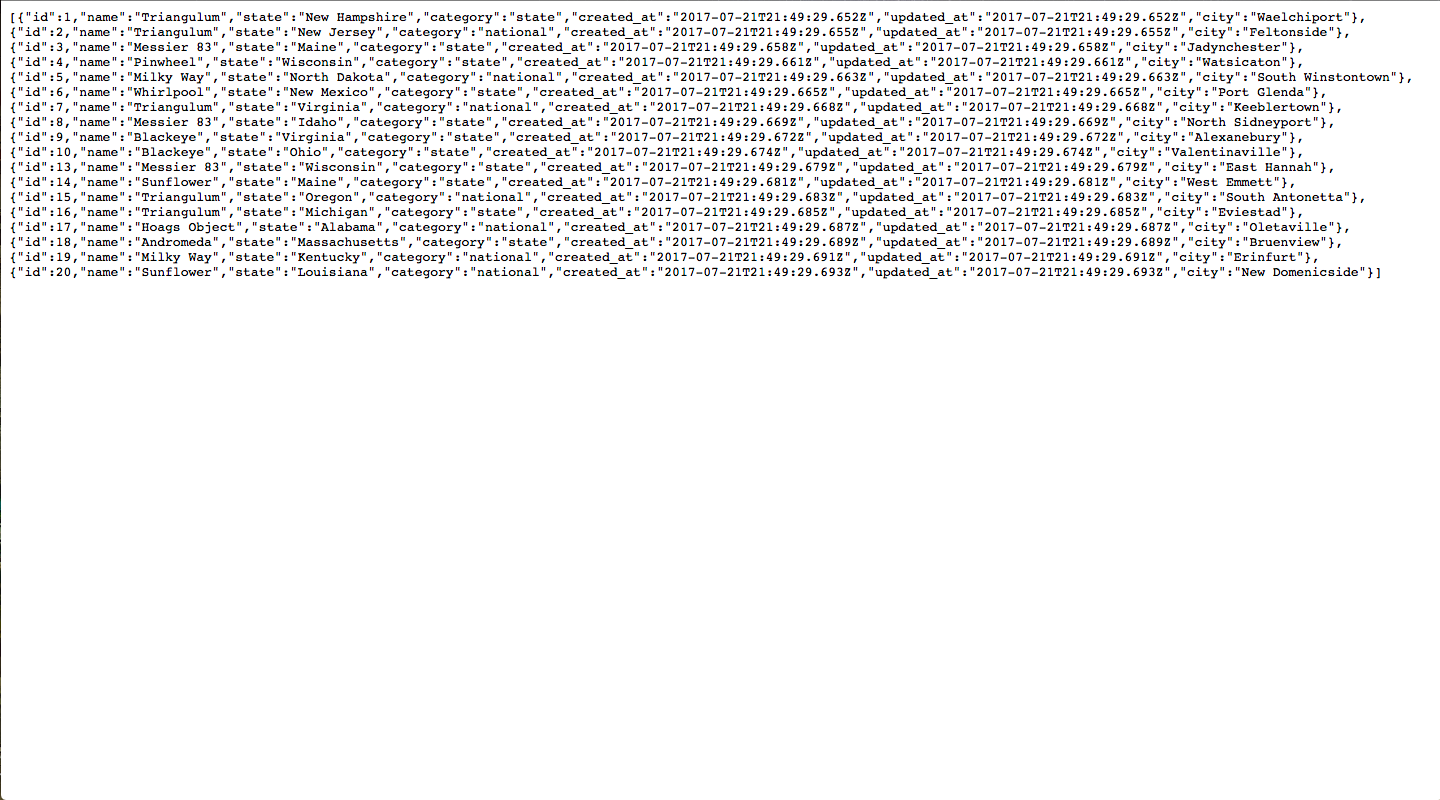 [{"id":1,"name":"Triangulum","state":"New Hampshire","category":"state","created_at":"2017-07-21T21:49:29.652Z","updated_at":"2017-07-21T21:49:29.652Z","city":"Waelchiport"},
{"id":2,"name":"Triangulum","state":"New Jersey","category":"national","created_at":"2017-07-21T21:49:29.655Z","updated_at":"2017-07-21T21:49:29.655Z","city":"Feltonside"},
{"id":3,"name":"Messier 83","state":"Maine","category":"state","created_at":"2017-07-21T21:49:29.658Z","updated_at":"2017-07-21T21:49:29.658Z","city":"Jadynchester"},
{"id":4,"name":"Pinwheel","state":"Wisconsin","category":"state","created_at":"2017-07-21T21:49:29.661Z","updated_at":"2017-07-21T21:49:29.661Z","city":"Watsicaton"},
{"id":5,"name":"Milky Way","state":"North Dakota","category":"national","created_at":"2017-07-21T21:49:29.663Z","updated_at":"2017-07-21T21:49:29.663Z","city":"South Winstontown"},
{"id":6,"name":"Whirlpool","state":"New Mexico","category":"state","created_at":"2017-07-21T21:49:29.665Z","updated_at":"2017-07-21T21:49:29.665Z","city":"Port Glenda"},
{"id":7,"name":"Triangulum","state":"Virginia","category":"national","created_at":"2017-07-21T21:49:29.668Z","updated_at":"2017-07-21T21:49:29.668Z","city":"Keeblertown"},
{"id":8,"name":"Messier 83","state":"Idaho","category":"state","created_at":"2017-07-21T21:49:29.669Z","updated_at":"2017-07-21T21:49:29.669Z","city":"North Sidneyport"},
{"id":9,"name":"Blackeye","state":"Virginia","category":"state","created_at":"2017-07-21T21:49:29.672Z","updated_at":"2017-07-21T21:49:29.672Z","city":"Alexanebury"},
{"id":10,"name":"Blackeye","state":"Ohio","category":"state","created_at":"2017-07-21T21:49:29.674Z","updated_at":"2017-07-21T21:49:29.674Z","city":"Valentinaville"},
{"id":13,"name":"Messier 83","state":"Wisconsin","category":"state","created_at":"2017-07-21T21:49:29.679Z","updated_at":"2017-07-21T21:49:29.679Z","city":"East Hannah"},
{"id":14,"name":"Sunflower","state":"Maine","category":"state","created_at":"2017-07-21T21:49:29.681Z","updated_at":"2017-07-21T21:49:29.681Z","city":"West Emmett"},
{"id":15,"name":"Triangulum","state":"Oregon","category":"national","created_at":"2017-07-21T21:49:29.683Z","updated_at":"2017-07-21T21:49:29.683Z","city":"South Antonetta"},
{"id":16,"name":"Triangulum","state":"Michigan","category":"state","created_at":"2017-07-21T21:49:29.685Z","updated_at":"2017-07-21T21:49:29.685Z","city":"Eviestad"},
{"id":17,"name":"Hoags Object","state":"Alabama","category":"national","created_at":"2017-07-21T21:49:29.687Z","updated_at":"2017-07-21T21:49:29.687Z","city":"Oletaville"},
{"id":18,"name":"Andromeda","state":"Massachusetts","category":"state","created_at":"2017-07-21T21:49:29.689Z","updated_at":"2017-07-21T21:49:29.689Z","city":"Bruenview"},
{"id":19,"name":"Milky Way","state":"Kentucky","category":"national","created_at":"2017-07-21T21:49:29.691Z","updated_at":"2017-07-21T21:49:29.691Z","city":"Erinfurt"},
{"id":20,"name":"Sunflower","state":"Louisiana","category":"national","created_at":"2017-07-21T21:49:29.693Z","updated_at":"2017-07-21T21:49:29.693Z","city":"New Domenicside"}]